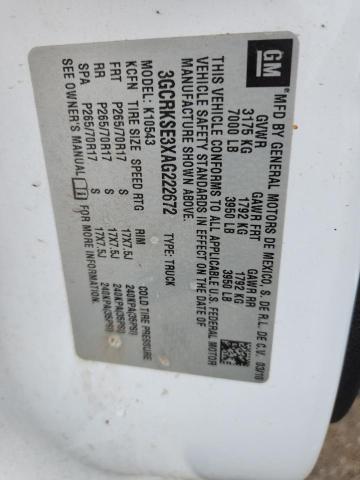 GM
MFD BY GENERAL MOTORS OF MEXICO, S. DE R.L. DE C.V. 03/10
GVWR GAWR FRT GAWR RR
3175 KG 1792 KG 1792 KG
7000 LB 3950 LB 3950 LB
THIS VEHICLE CONFORMS TO ALL APPLICABLE U.S. FEDERAL MOTOR
VEHICLE SAFETY STANDARDS IN EFFECT ON THE DATE OF
MANUFACTURE SHOWN ABOVE.
3GCRKSE3XAG222672 TYPE: TRUCK
MODEL: K10543
KCFN TIRE SIZE SPEED RTG RIM COLD TIRE PRESSURE
FRT P265/70R17 S 17X7.5J 240KPA(35PSI)
RR P265/70R17 S 17X7.5J 240KPA(35PSI)
SPA P265/70R17 S 17X7.5J 240KPA(35PSI)
SEE OWNER'S MANUAL FOR MORE INFORMATION